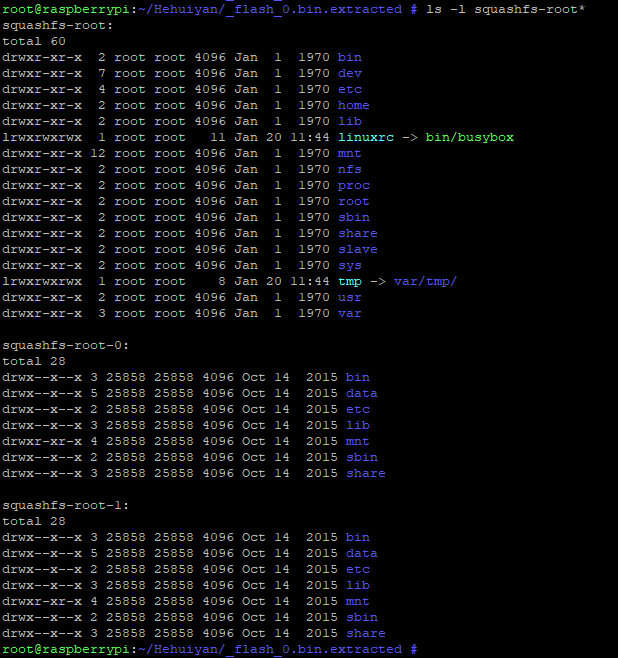 root@raspberrypi:~/Hehuiyan/_flash_0.bin.extracted # ls -l squashfs-root*
squashfs-root:
total 60
drwxr-xr-x  2 root root 4096 Jan  1  1970 bin
drwxr-xr-x  7 root root 4096 Jan  1  1970 dev
drwxr-xr-x  4 root root 4096 Jan  1  1970 etc
drwxr-xr-x  2 root root 4096 Jan  1  1970 home
drwxr-xr-x  2 root root 4096 Jan  1  1970 lib
lrwxrwxrwx  1 root root   11 Jan 20 11:44 linuxrc -> bin/busybox
drwxr-xr-x 12 root root 4096 Jan  1  1970 mnt
drwxr-xr-x  2 root root 4096 Jan  1  1970 nfs
drwxr-xr-x  2 root root 4096 Jan  1  1970 proc
drwxr-xr-x  2 root root 4096 Jan  1  1970 root
drwxr-xr-x  2 root root 4096 Jan  1  1970 sbin
drwxr-xr-x  2 root root 4096 Jan  1  1970 share
drwxr-xr-x  2 root root 4096 Jan  1  1970 slave
drwxr-xr-x  2 root root 4096 Jan  1  1970 sys
lrwxrwxrwx  1 root root    8 Jan 20 11:44 tmp -> var/tmp/
drwxr-xr-x  2 root root 4096 Jan  1  1970 usr
drwxr-xr-x  3 root root 4096 Jan  1  1970 var

squashfs-root-0:
total 28
drwx--x--x 3 25858 25858 4096 Oct 14  2015 bin
drwx--x--x 5 25858 25858 4096 Oct 14  2015 data
drwx--x--x 2 25858 25858 4096 Oct 14  2015 etc
drwx--x--x 3 25858 25858 4096 Oct 14  2015 lib
drwxr-xr-x 4 25858 25858 4096 Oct 14  2015 mnt
drwx--x--x 2 25858 25858 4096 Oct 14  2015 sbin
drwx--x--x 3 25858 25858 4096 Oct 14  2015 share

squashfs-root-1:
total 28
drwx--x--x 3 25858 25858 4096 Oct 14  2015 bin
drwx--x--x 5 25858 25858 4096 Oct 14  2015 data
drwx--x--x 2 25858 25858 4096 Oct 14  2015 etc
drwx--x--x 3 25858 25858 4096 Oct 14  2015 lib
drwxr-xr-x 4 25858 25858 4096 Oct 14  2015 mnt
drwx--x--x 2 25858 25858 4096 Oct 14  2015 sbin
drwx--x--x 3 25858 25858 4096 Oct 14  2015 share
root@raspberrypi:~/Hehuiyan/_flash_0.bin.extracted #